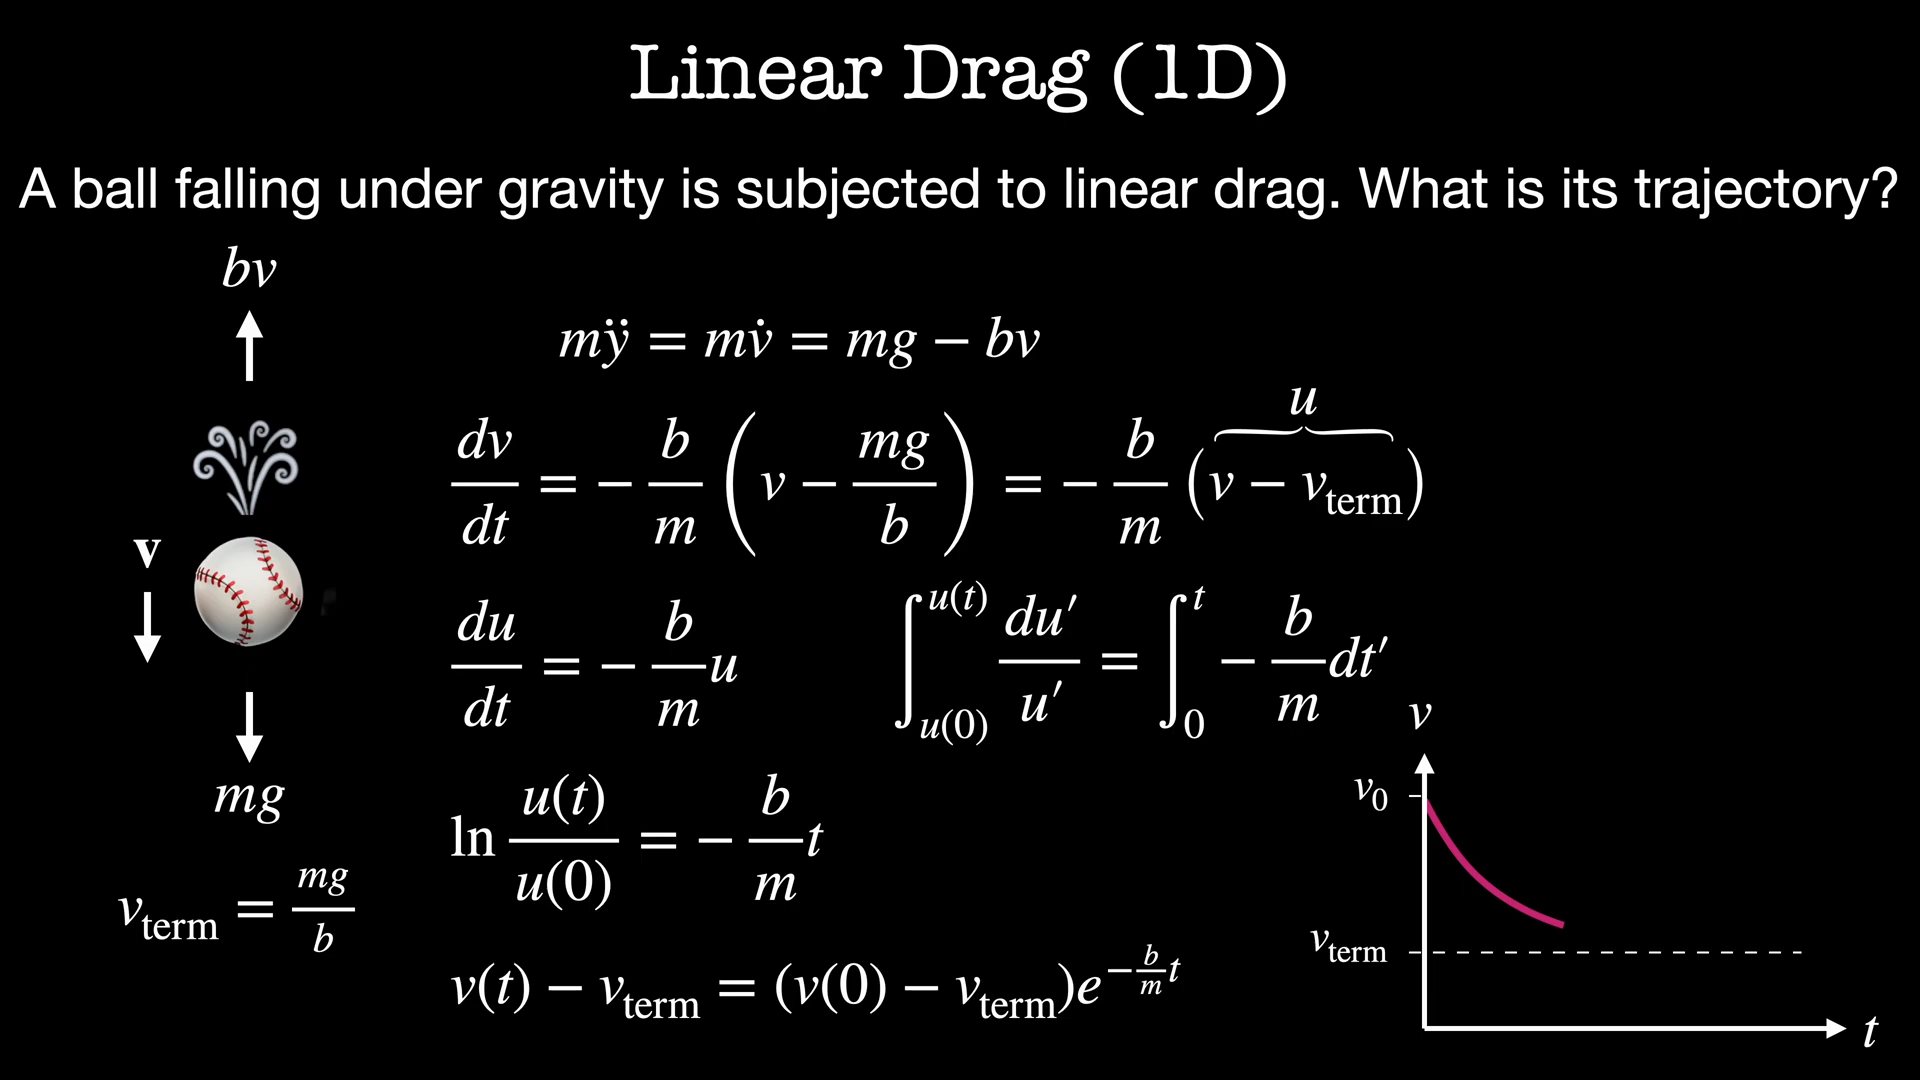 Linear Drag (1D)
A ball falling under gravity is subjected to linear drag. What is its trajectory?
bv
mÿ = mv̇ = mg − bv
u
dv/dt = − b/m (v − mg/b) = − b/m (v − v_term)
v
du/dt = − b/m u
∫_{u(0)}^{u(t)} du′/u′ = ∫_0^t − b/m dt′
mg
ln u(t)/u(0) = − b/m t
v_term = mg/b
v(t) − v_term = (v(0) − v_term)e^{−b/m t}
v
v_0
v_term
t